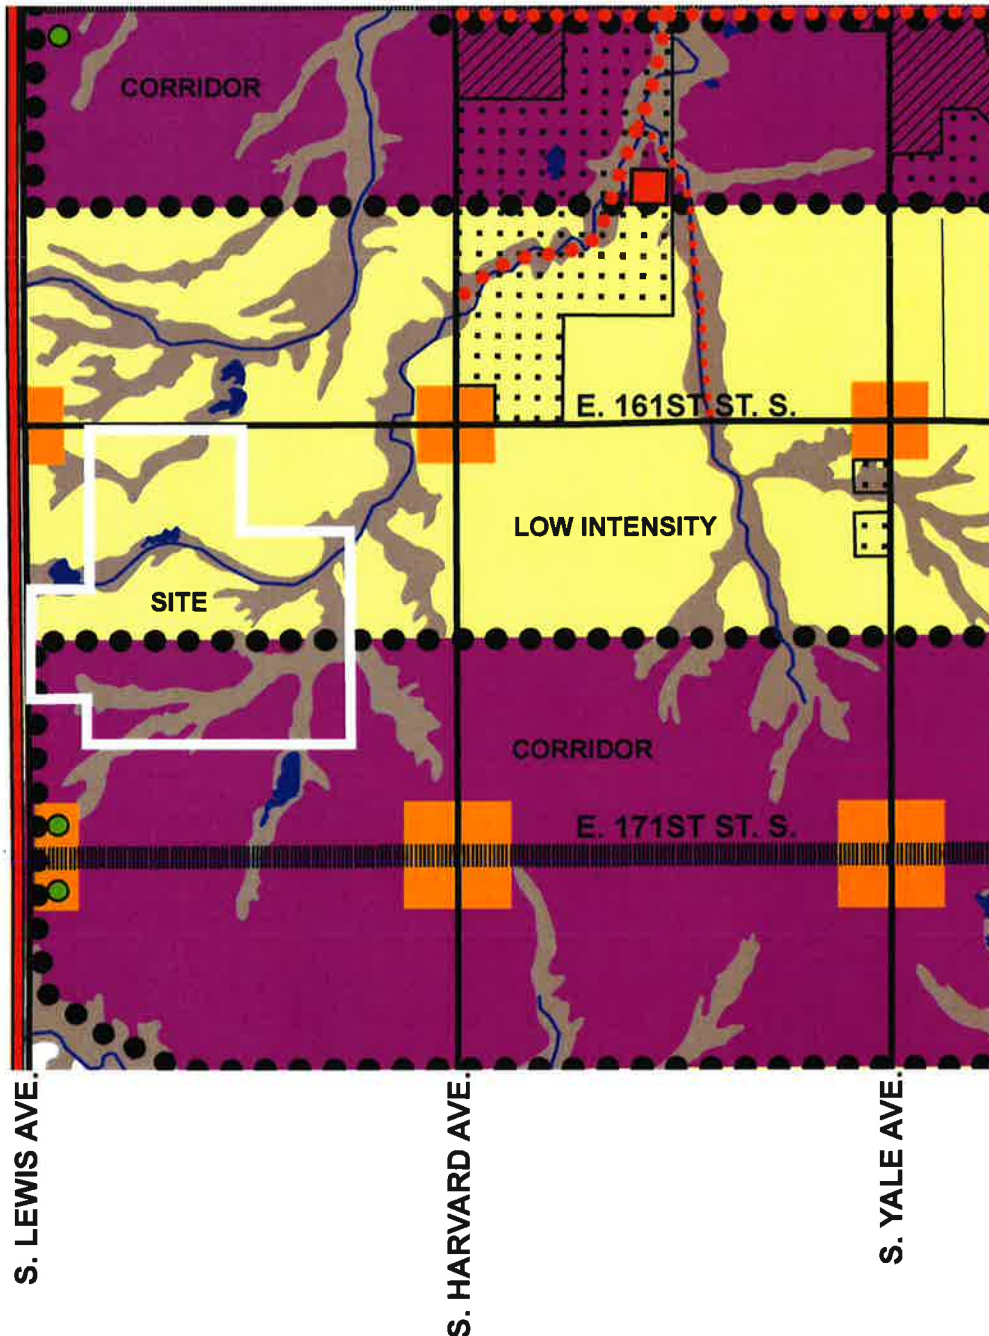 CORRIDOR
E. 161ST ST. S.
LOW INTENSITY
SITE
CORRIDOR
E. 171ST ST. S.
S. LEWIS AVE.
S. HARVARD AVE.
S. YALE AVE.